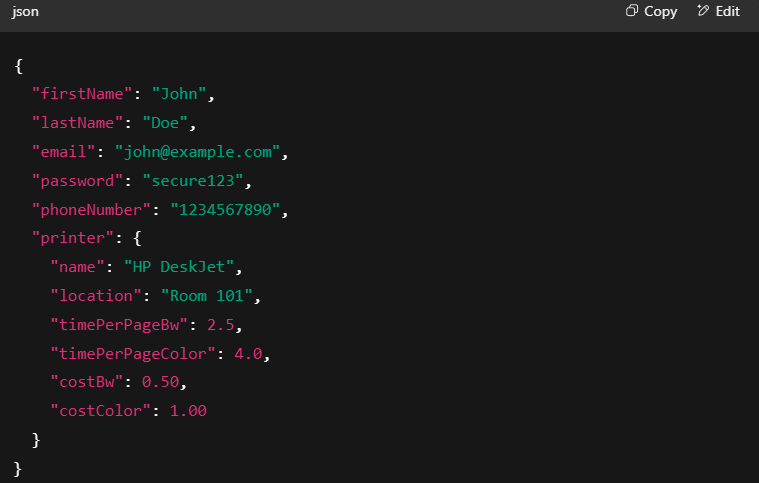 json
Copy
Edit
{
"firstName": "John",
"lastName": "Doe",
"email": "john@example.com",
"password": "secure123",
"phoneNumber": "1234567890",
"printer": {
"name": "HP DeskJet",
"location": "Room 101",
"timePerPageBw": 2.5,
"timePerPageColor": 4.0,
"costBw": 0.50,
"costColor": 1.00
}
}